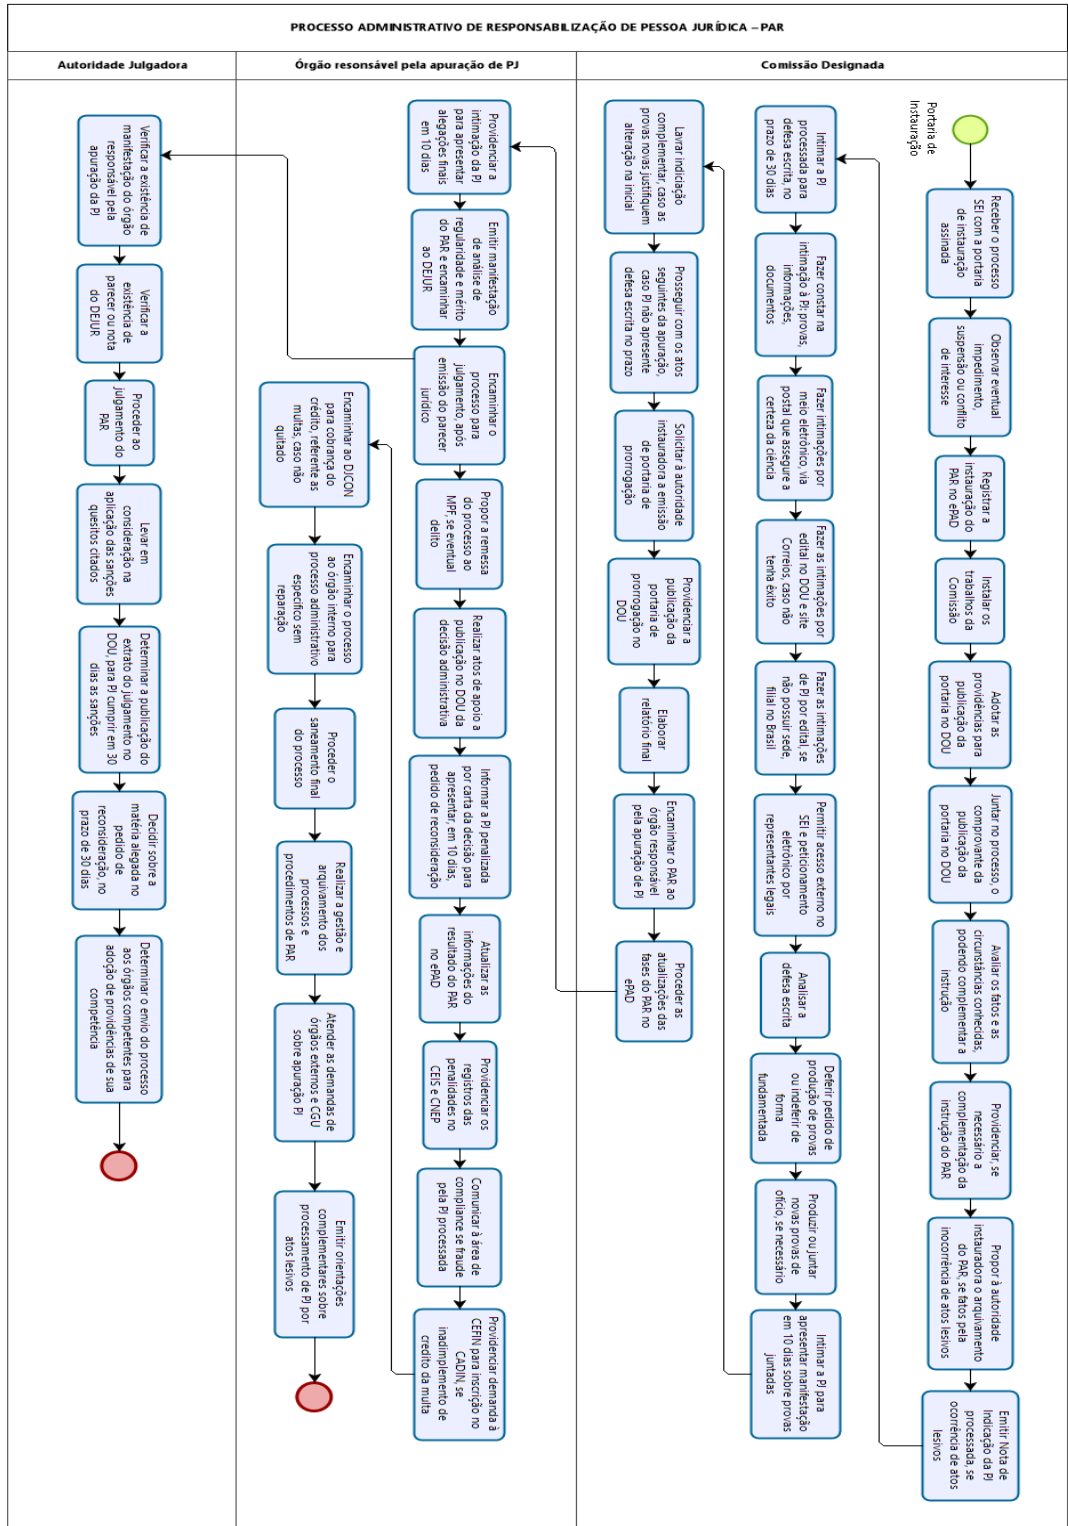 PROCESSO ADMINISTRATIVO DE RESPONSABILIZAÇÃO DE PESSOA JURÍDICA – PAR
Autoridade Julgadora
Órgão resonsável pela apuração de PJ
Comissão Designada
Portaria de
Instauração
Receber o processo
SEI com a portaria
de instauração
assinada
Observar eventual
impedimento,
suspensão ou conflito
de interesse
Registrar a
instauração do
PAR no ePAD
Instalar os
trabalhos da
Comissão
Adotar as
providências para
publicação da
portaria no DOU
Juntar no processo, o
comprovante da
publicação da
portaria no DOU
Avaliar os fatos e as
circunstâncias conhecidas,
podendo complementar a
instrução
Providenciar, se
necessário a
complementação da
instrução do PAR
Propor à autoridade
instauradora o arquivamento
do PAR, se fatos pela
inocorrência de atos lesivos
Emitir Nota de
Indicação da PJ
processada, se
ocorrência de atos
lesivos
Intimar a PJ
processada para
defesa escrita, no
prazo de 30 dias
Fazer constar na
intimação à PJ: provas,
informações,
documentos
Fazer intimações por
meio eletrônico, via
postal que assegure a
certeza da ciência
Fazer as intimações por
edital no DOU e site
Correios, caso não
tenha êxito
Fazer as intimações
de PJ por edital, se
não possuir sede,
filial no Brasil
Permitir acesso externo no
SEI e peticionamento
eletrônico por
representantes legais
Analisar a
defesa escrita
Deferir pedido de
produção de provas
ou indeferir de
forma
fundamentada
Produzir ou juntar
novas provas de
ofício, se necessário
Intimar a PJ para
apresentar manifestação
em 10 dias sobre provas
juntadas
Lavrar indiciação
complementar, caso as
provas novas justifiquem
alteração na inicial
Prosseguir com os atos
seguintes da apuração,
caso PJ não apresente
defesa escrita no prazo
Solicitar à autoridade
instauradora a emissão
de portaria de
prorrogação
Providenciar a
publicação da
portaria de
prorrogação no
DOU
Elaborar
relatório final
Encaminhar o PAR ao
órgão responsável
pela apuração de PJ
Proceder as
atualizações das
fases do PAR no
ePAD
Providenciar a
intimação da PJ
para apresentar
alegações finais
em 10 dias
Emitir manifestação
de análise de
regularidade e mérito
do PAR e encaminhar
ao DEJUR
Encaminhar o
processo para
julgamento, após
emissão do parecer
jurídico
Propor a remessa
do processo ao
MPF, se eventual
delito
Realizar atos de apoio a
publicação no DOU da
decisão administrativa
Informar a PJ penalizada
por carta da decisão para
apresentar, em 10 dias,
pedido de reconsideração
Atualizar as
informações do
resultado do PAR
no ePAD
Providenciar os
registros das
penalidades no
CEIS e CNEP
Comunicar à área de
compliance se fraude
pela PJ processada
Providenciar demanda à
CEFIN para inscrição no
CADIN, se
inadimplemento de
credito da multa
Encaminhar ao DJCON
para cobrança do
crédito, referente as
multas, caso não
quitado
Encaminhar o processo
ao órgão interno para
processo administrativo
específico sem
reparação
Proceder o
saneamento final
do processo
Realizar a gestão e
arquivamento dos
processos e
procedimentos de PAR
Atender as demandas de
órgãos externos e CGU
sobre apuração PJ
Emitir orientações
complementares sobre
processamento de PJ por
atos lesivos
Verificar a existência de
manifestação do órgão
responsável pela
apuração da PJ
Verificar a
existência de
parecer ou nota
do DEJUR
Proceder ao
julgamento do
PAR
Levar em
consideração na
aplicação das sanções
quesitos citados
Determinar a publicação do
extrato do julgamento no
DOU, para PJ cumprir em 30
dias as sanções
Decidir sobre a
matéria alegada no
pedido de
reconsideração, no
prazo de 30 dias
Determinar o envio do processo
aos órgãos competentes para
adoção de providências de sua
competência